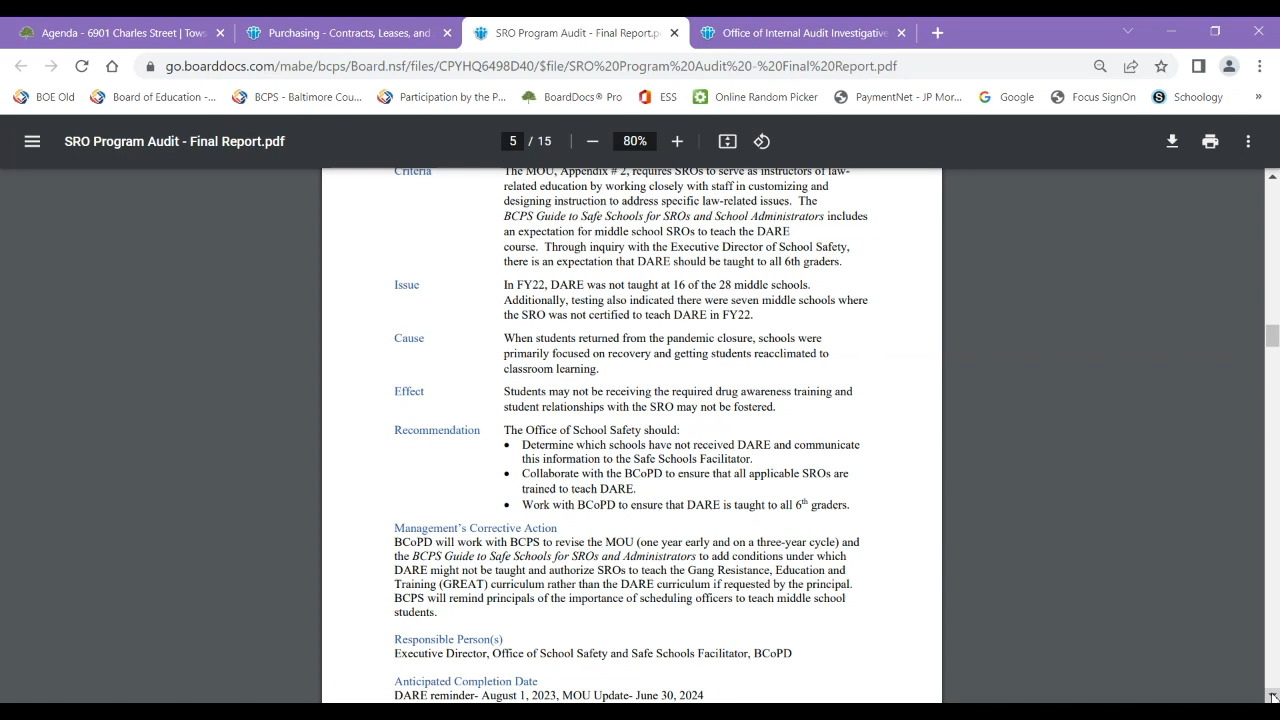 Agenda - 6901 Charles Street | Tows
Purchasing - Contracts, Leases, and
SRO Program Audit - Final Report.p
Office of Internal Audit Investigative
go.boarddocs.com/mabe/bcps/Board.nsf/files/CPYHQ6498D40/$file/SRO%20Program%20Audit%20-%20Final%20Report.pdf
BOE Old
Board of Education -...
BCPS - Baltimore Cou...
Participation by the P...
BoardDocs® Pro
ESS
Online Random Picker
PaymentNet - JP Mor...
Google
Focus SignOn
Schoology
»
SRO Program Audit - Final Report.pdf
5 / 15
80%
Criteria
The MOU, Appendix # 2, requires SROs to serve as instructors of law-
related education by working closely with staff in customizing and
designing instruction to address specific law-related issues. The
BCPS Guide to Safe Schools for SROs and School Administrators includes
an expectation for middle school SROs to teach the DARE
course. Through inquiry with the Executive Director of School Safety,
there is an expectation that DARE should be taught to all 6th graders.
Issue
In FY22, DARE was not taught at 16 of the 28 middle schools.
Additionally, testing also indicated there were seven middle schools where
the SRO was not certified to teach DARE in FY22.
Cause
When students returned from the pandemic closure, schools were
primarily focused on recovery and getting students reacclimated to
classroom learning.
Effect
Students may not be receiving the required drug awareness training and
student relationships with the SRO may not be fostered.
Recommendation
The Office of School Safety should:
• Determine which schools have not received DARE and communicate
this information to the Safe Schools Facilitator.
• Collaborate with the BCoPD to ensure that all applicable SROs are
trained to teach DARE.
• Work with BCoPD to ensure that DARE is taught to all 6th graders.
Management's Corrective Action
BCoPD will work with BCPS to revise the MOU (one year early and on a three-year cycle) and
the BCPS Guide to Safe Schools for SROs and Administrators to add conditions under which
DARE might not be taught and authorize SROs to teach the Gang Resistance, Education and
Training (GREAT) curriculum rather than the DARE curriculum if requested by the principal.
BCPS will remind principals of the importance of scheduling officers to teach middle school
students.
Responsible Person(s)
Executive Director, Office of School Safety and Safe Schools Facilitator, BCoPD
Anticipated Completion Date
DARE reminder- August 1, 2023, MOU Update- June 30, 2024